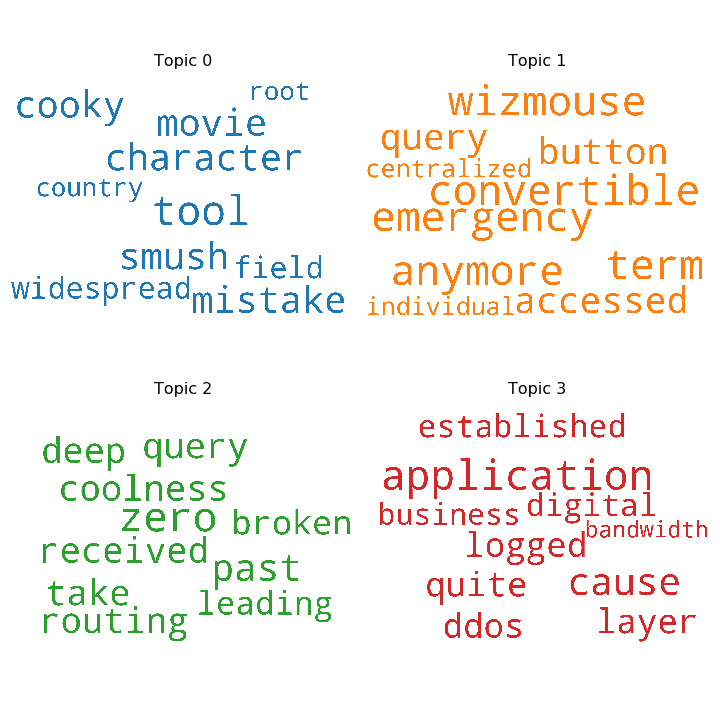 Topic 0
root
cooky
movie
character
country
tool
smush
field
widespread
mistake
Topic 1
wizmouse
query
button
centralized
convertible
emergency
anymore
term
individual
accessed
Topic 2
deep
query
coolness
zero
broken
received
past
take
leading
routing
Topic 3
established
application
digital
business
bandwidth
logged
quite
cause
ddos
layer